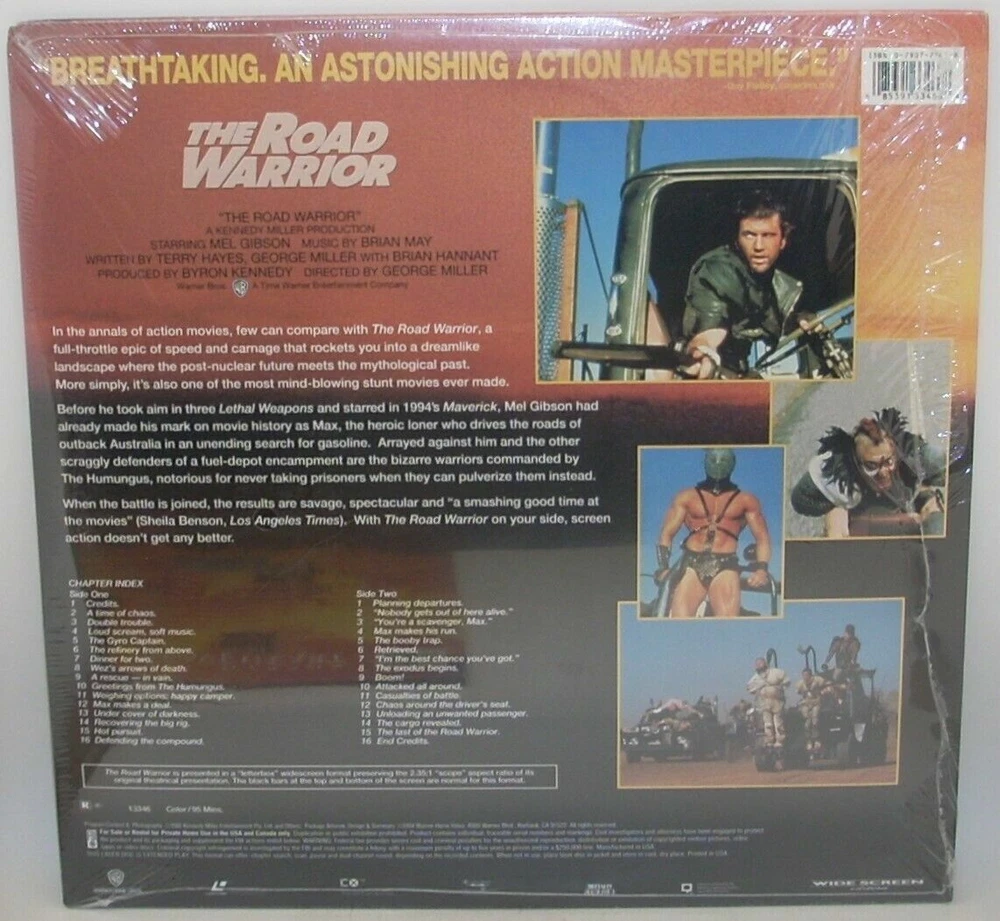 "BREATHTAKING. AN ASTONISHING ACTION MASTERPIECE."
THE ROAD
WARRIOR
"THE ROAD WARRIOR"
A KENNEDY MILLER PRODUCTION
STARRING MEL GIBSON MUSIC BY BRIAN MAY
WRITTEN BY TERRY HAYES, GEORGE MILLER WITH BRIAN HANNANT
PRODUCED BY BYRON KENNEDY DIRECTED BY GEORGE MILLER
Warner Bros. A Time Warner Entertainment Company
In the annals of action movies, few can compare with The Road Warrior, a
full-throttle epic of speed and carnage that rockets you into a dreamlike
landscape where the post-nuclear future meets the mythological past.
More simply, it's also one of the most mind-blowing stunt movies ever made.
Before he took aim in three Lethal Weapons and starred in 1994's Maverick, Mel Gibson had
already made his mark on movie history as Max, the heroic loner who drives the roads of
outback Australia in an unending search for gasoline. Arrayed against him and the other
scraggly defenders of a fuel-depot encampment are the bizarre warriors commanded by
The Humungus, notorious for never taking prisoners when they can pulverize them instead.
When the battle is joined, the results are savage, spectacular and "a smashing good time at
the movies" (Sheila Benson, Los Angeles Times). With The Road Warrior on your side, screen
action doesn't get any better.
CHAPTER INDEX
Side One
1 Credits.
2 A time of chaos.
3 Double trouble.
4 Loud scream, soft music.
5 The Gyro Captain.
6 The refinery from above.
7 Dinner for two.
8 Wez's arrows of death.
9 A rescue — in vain.
10 Greetings from The Humungus.
11 Weighing options: happy camper.
12 Max makes a deal.
13 Under cover of darkness.
14 Recovering the big rig.
15 Hot pursuit.
16 Defending the compound.
Side Two
1 Planning departures.
2 "Nobody gets out of here alive."
3 "You're a scavenger, Max."
4 Max makes his run.
5 The booby trap.
6 Retrieved.
7 "I'm the best chance you've got."
8 The exodus begins.
9 Boom!
10 Attacked all around.
11 Casualties of battle.
12 Chaos around the driver's seat.
13 Unloading an unwanted passenger.
14 The cargo revealed.
15 The last of the Road Warrior.
16 End Credits.
The Road Warrior is presented in a "letterbox" widescreen format preserving the 2.35:1 "scope" aspect ratio of its
original theatrical presentation. The black bars at the top and bottom of the screen are normal for this format.
R 13346 Color/95 Mins.
For Sale or Rental for Private Home Use in the USA and Canada only.
CX
WIDE SCREEN